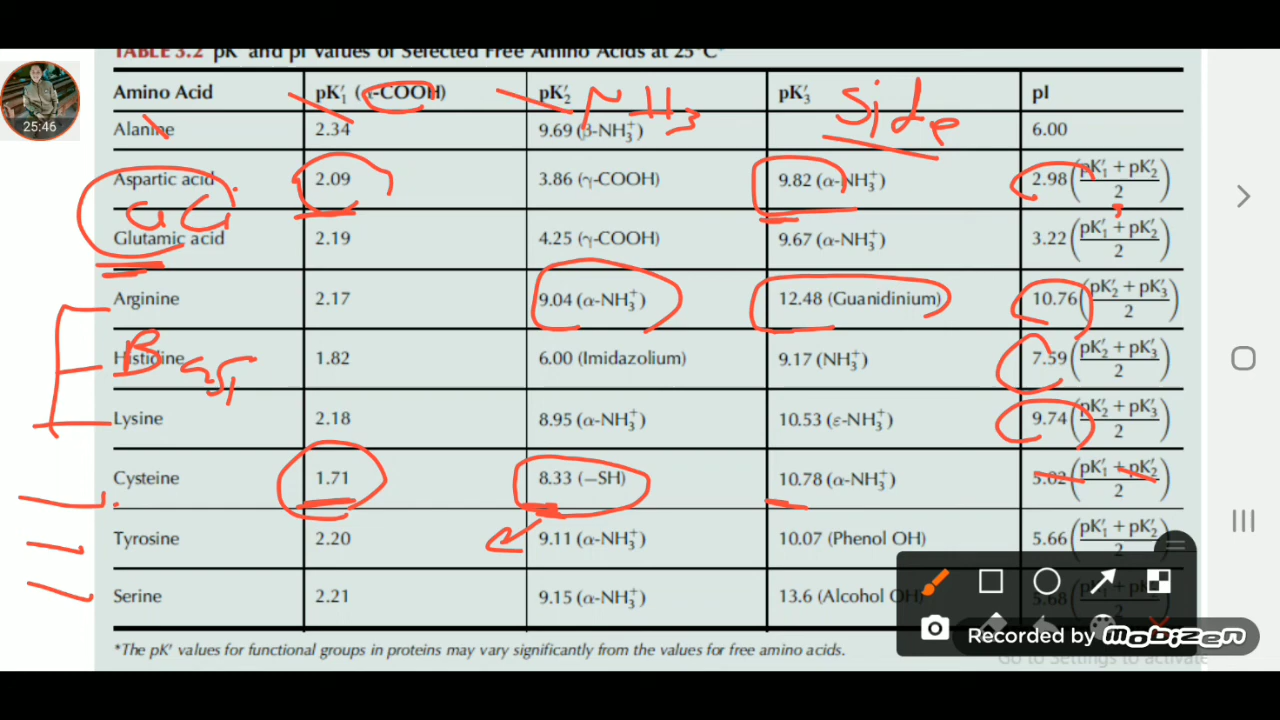 TABLE 3.2 pK′ and pI Values of Selected Free Amino Acids at 25°C*
Amino Acid pK′1 (α-COOH) pK′2 NH3 pK′3 Side pI
Alanine 2.34 9.69 (β-NH3+) 6.00
Aspartic acid 2.09 3.86 (γ-COOH) 9.82 (α-NH3+) 2.98 (pK′1 + pK′2 / 2)
Glutamic acid 2.19 4.25 (γ-COOH) 9.67 (α-NH3+) 3.22 (pK′1 + pK′2 / 2)
Arginine 2.17 9.04 (α-NH3+) 12.48 (Guanidinium) 10.76 (pK′2 + pK′3 / 2)
Histidine 1.82 6.00 (Imidazolium) 9.17 (NH3+) 7.59 (pK′2 + pK′3 / 2)
Lysine 2.18 8.95 (α-NH3+) 10.53 (ε-NH3+) 9.74 (pK′2 + pK′3 / 2)
Cysteine 1.71 8.33 (—SH) 10.78 (α-NH3+) 5.02 (pK′1 + pK′2 / 2)
Tyrosine 2.20 9.11 (α-NH3+) 10.07 (Phenol OH) 5.66 (pK′1 + pK′2 / 2)
Serine 2.21 9.15 (α-NH3+) 13.6 (Alcohol OH) 5.68
*The pK′ values for functional groups in proteins may vary significantly from the values for free amino acids.
25:46
Recorded by mobizen
Go to Settings to activate